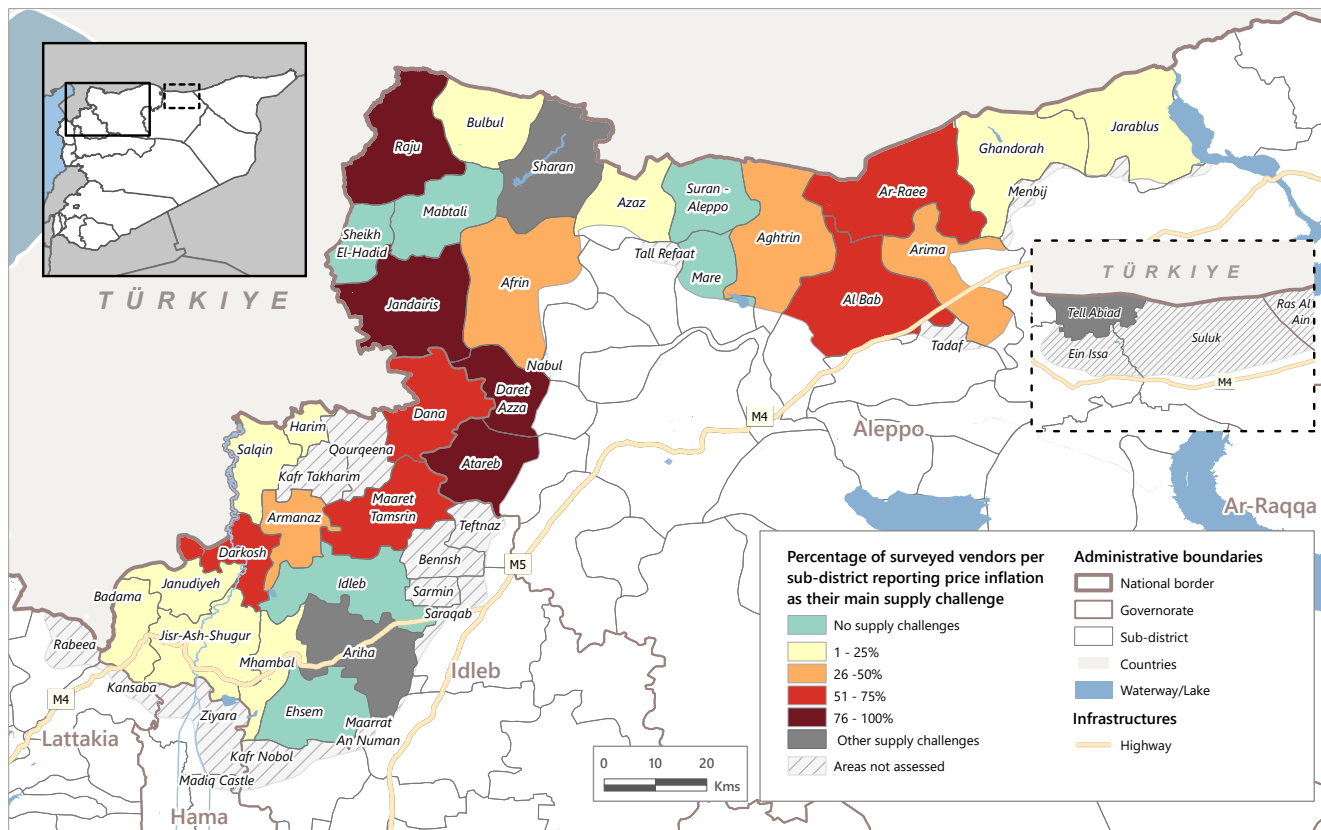 Raju
Bulbul
Sharan
Mabtali
Sheikh
El-Hadid
Jandairis
Afrin
Azaz
Suran -
Aleppo
Tall Refaat
Mare
Aghtrin
Ar-Raee
Al Bab
Arima
Ghandorah
Jarablus
Menbij
Tadaf
Nabul
Daret
Azza
Dana
Atareb
Maaret
Tamsrin
Harim
Salqin
Qourqeena
Kafr Takharim
Armanaz
Darkosh
Teftnaz
Bennsh
Sarmin
Saraqab
Idleb
Janudiyeh
Badama
Jisr-Ash-Shugur
Mhambal
Ariha
Ehsem
Rabeea
Kansaba
Ziyara
Kafr Nobol
Maarrat
An Numan
Madiq Castle
TÜRKIYE
Lattakia
Hama
Idleb
Aleppo
Ar-Raqqa
M4
M5
M4
TÜRKIYE
Tell Abiad
Ein Issa
Suluk
Ras Al
Ain
M4
0 10 20
Kms
Percentage of surveyed vendors per
sub-district reporting price inflation
as their main supply challenge
No supply challenges
1 - 25%
26 -50%
51 - 75%
76 - 100%
Other supply challenges
Areas not assessed
Administrative boundaries
National border
Governorate
Sub-district
Countries
Waterway/Lake
Infrastructures
Highway